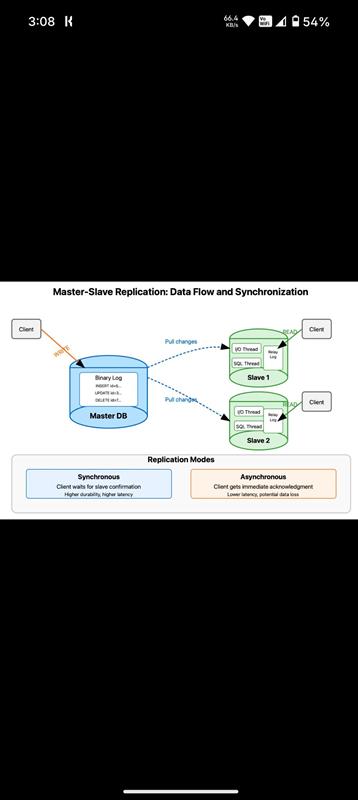 3:08
66.4
KB/s
Vo
WiFi
54%
Master-Slave Replication: Data Flow and Synchronization
Client
WRITE
Binary Log
INSERT id=5...
UPDATE id=3...
DELETE id=7...
Master DB
Pull changes
Pull changes
I/O Thread
SQL Thread
Relay
Log
Slave 1
READ
Client
I/O Thread
SQL Thread
Relay
Log
Slave 2
READ
Client
Replication Modes
Synchronous
Client waits for slave confirmation
Higher durability, higher latency
Asynchronous
Client gets immediate acknowledgment
Lower latency, potential data loss